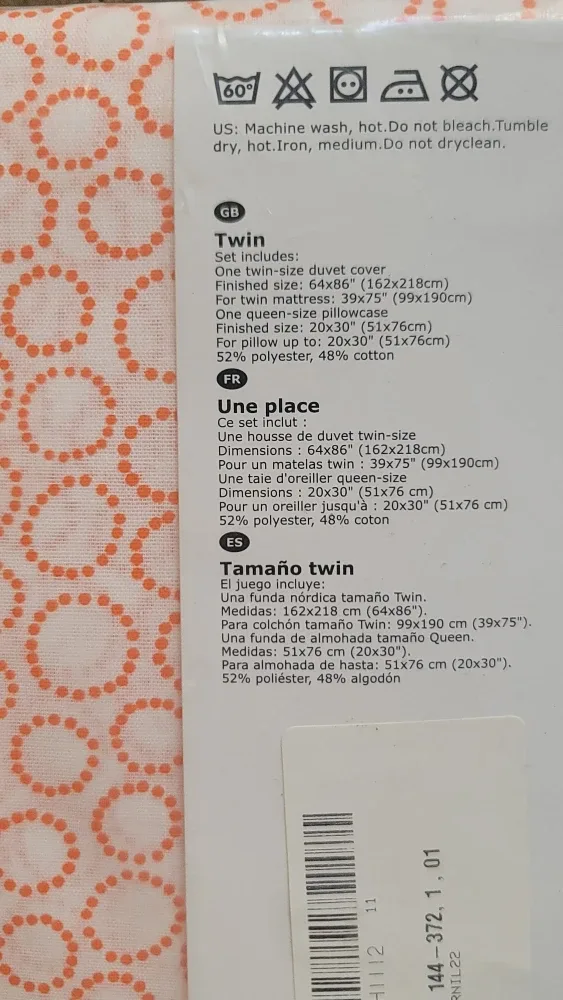 60°
US: Machine wash, hot.Do not bleach.Tumble
dry, hot.Iron, medium.Do not dryclean.
GB
Twin
Set includes:
One twin-size duvet cover
Finished size: 64x86" (162x218cm)
For twin mattress: 39x75" (99x190cm)
One queen-size pillowcase
Finished size: 20x30" (51x76cm)
For pillow up to: 20x30" (51x76cm)
52% polyester, 48% cotton
FR
Une place
Ce set inclut :
Une housse de duvet twin-size
Dimensions : 64x86" (162x218cm)
Pour un matelas twin : 39x75" (99x190cm)
Une taie d'oreiller queen-size
Dimensions : 20x30" (51x76 cm)
Pour un oreiller jusqu'à : 20x30" (51x76 cm)
52% polyester, 48% coton
ES
Tamaño twin
El juego incluye:
Una funda nórdica tamaño Twin.
Medidas: 162x218 cm (64x86").
Para colchón tamaño Twin: 99x190 cm (39x75").
Una funda de almohada tamaño Queen.
Medidas: 51x76 cm (20x30").
Para almohada de hasta: 51x76 cm (20x30").
52% poliéster, 48% algodón
11
144-372, 1 , 01